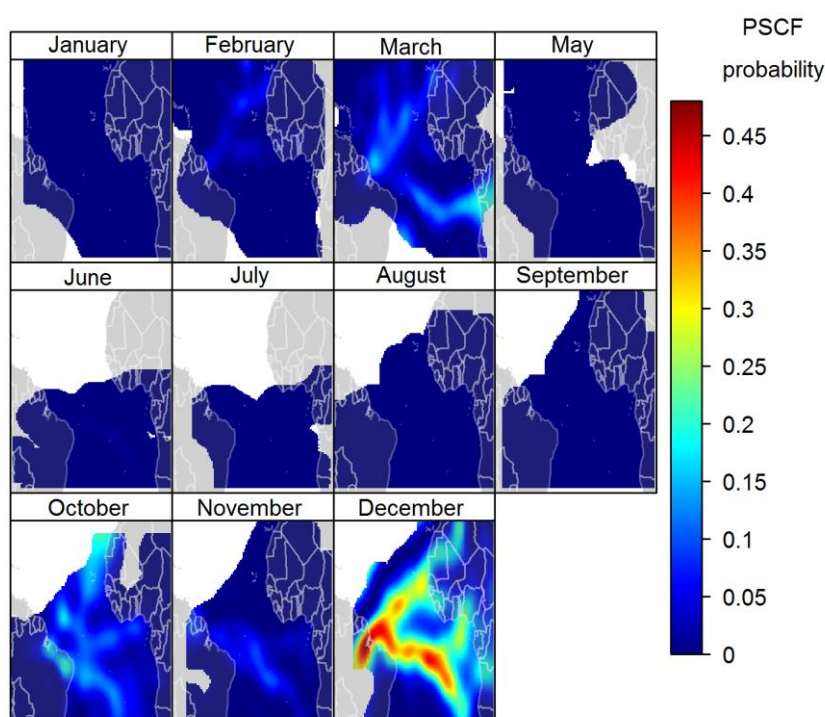 PSCF
probability
January
February
March
May
June
July
August
September
October
November
December
0.45
0.4
0.35
0.3
0.25
0.2
0.15
0.1
0.05
0